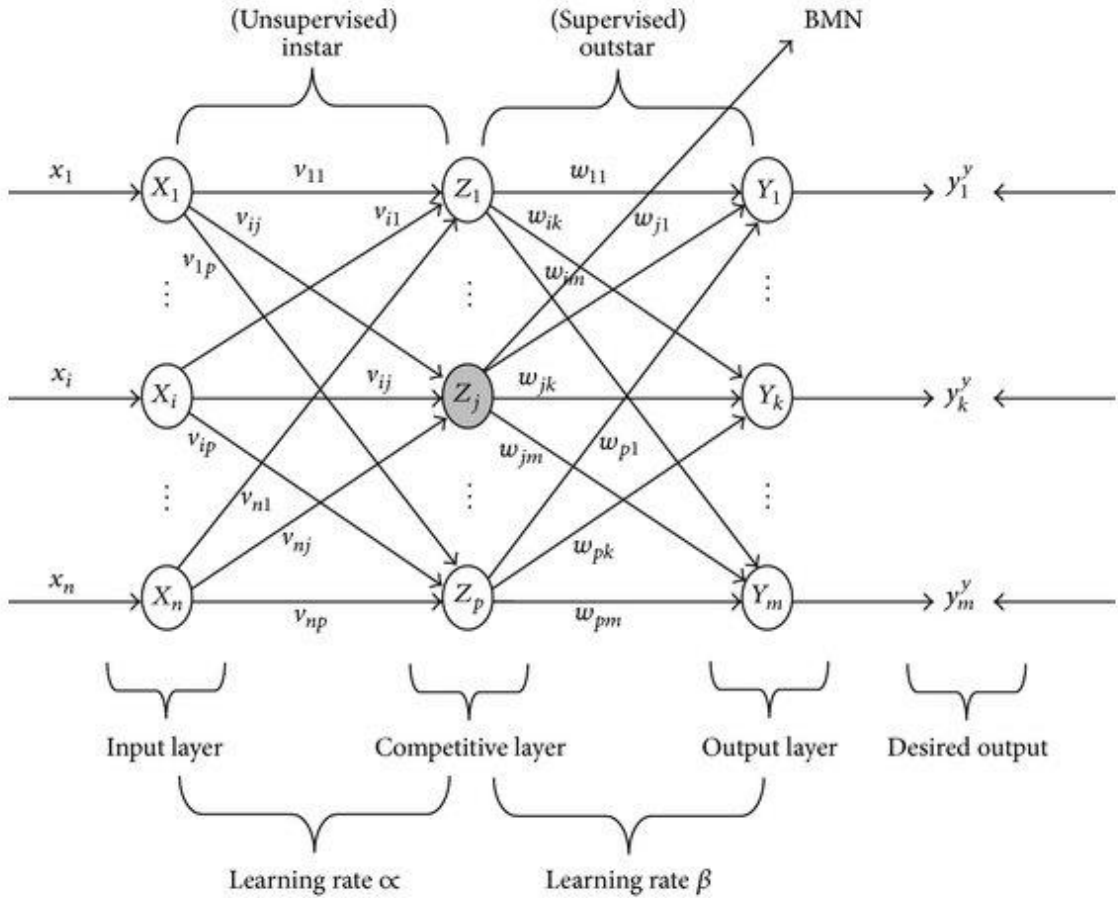 (Unsupervised)
instar
(Supervised)
outstar
BMN
x₁ X₁ v₁₁ Z₁ w₁₁ Y₁ y₁ʸ
vᵢⱼ vᵢ₁ wᵢₖ wⱼ₁
v₁ₚ wᵢₘ
⋮ ⋮ ⋮
xᵢ Xᵢ vᵢⱼ Zⱼ wⱼₖ Yₖ yₖʸ
vᵢₚ wⱼₘ wₚ₁
⋮ ⋮ ⋮
vₙ₁
vₙⱼ wₚₖ
xₙ Xₙ vₙₚ Zₚ wₚₘ Yₘ yₘʸ
Input layer Competitive layer Output layer Desired output
Learning rate ∝ Learning rate β